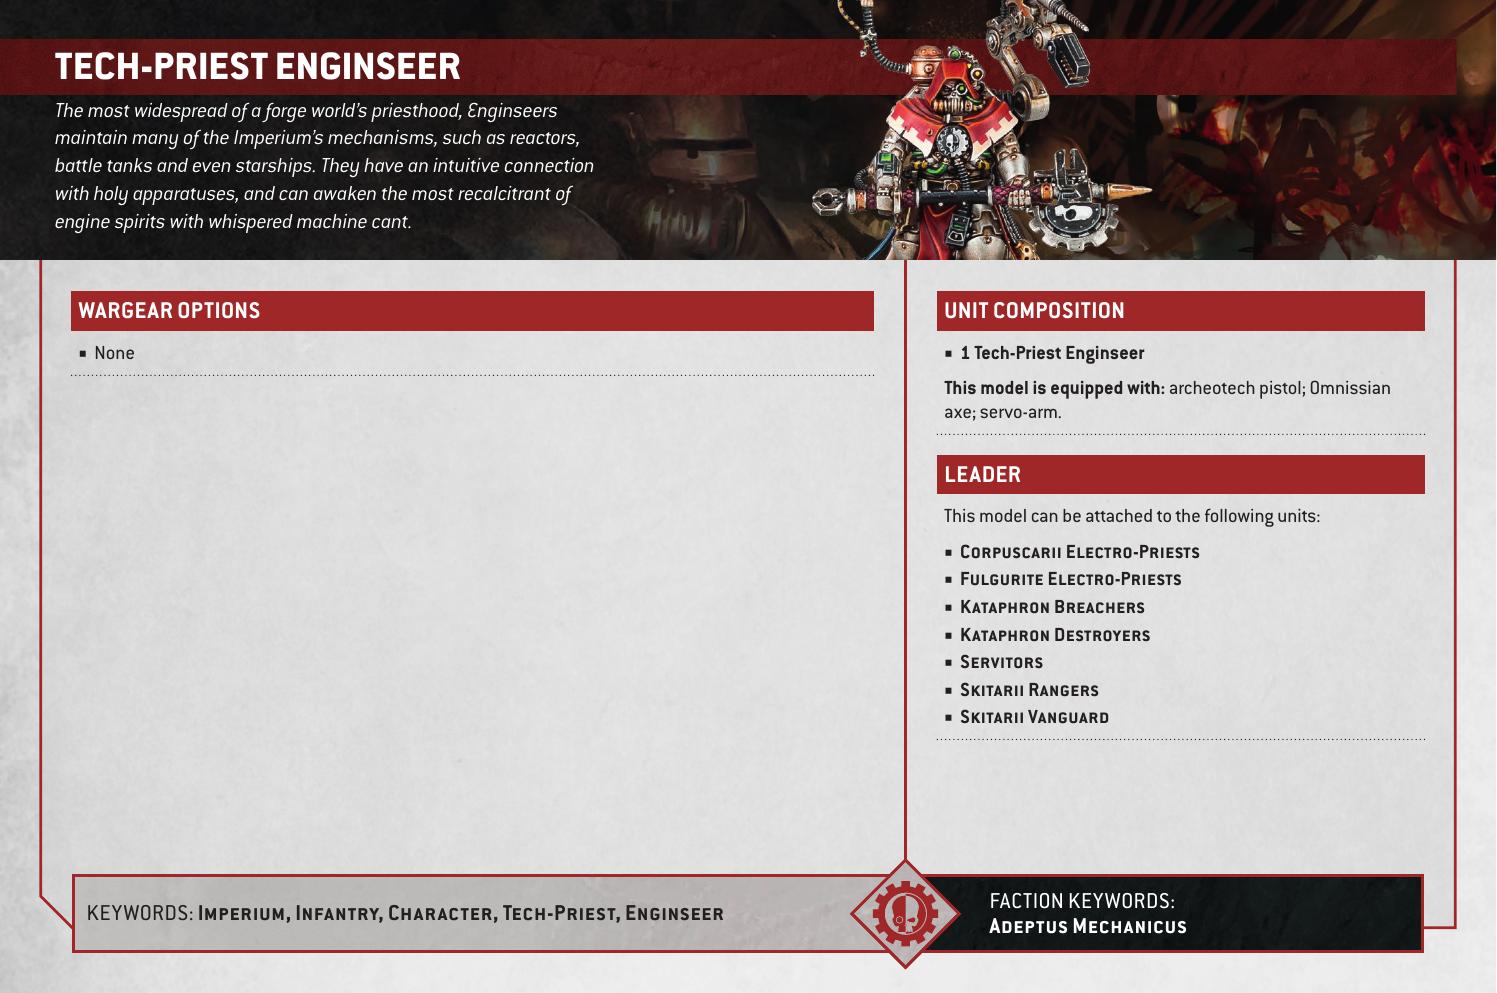 TECH-PRIEST ENGINSEER
The most widespread of a forge world's priesthood, Enginseers
maintain many of the Imperium's mechanisms, such as reactors,
battle tanks and even starships. They have an intuitive connection
with holy apparatuses, and can awaken the most recalcitrant of
engine spirits with whispered machine cant.
WARGEAR OPTIONS
▪ None
UNIT COMPOSITION
▪ 1 Tech-Priest Enginseer
This model is equipped with: archeotech pistol; Omnissian
axe; servo-arm.
LEADER
This model can be attached to the following units:
▪ Corpuscarii Electro-Priests
▪ Fulgurite Electro-Priests
▪ Kataphron Breachers
▪ Kataphron Destroyers
▪ Servitors
▪ Skitarii Rangers
▪ Skitarii Vanguard
KEYWORDS: Imperium, Infantry, Character, Tech-Priest, Enginseer
FACTION KEYWORDS:
Adeptus Mechanicus